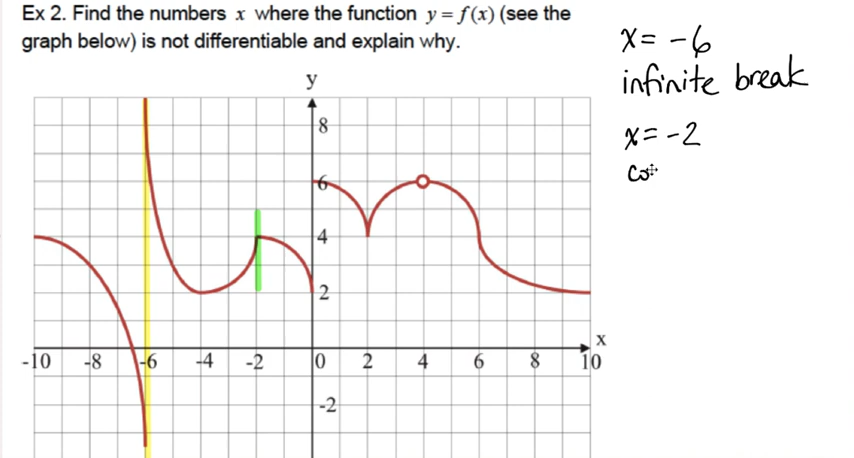 Ex 2. Find the numbers x where the function y = f(x) (see the
graph below) is not differentiable and explain why.
x = -6
infinite break
x = -2
y
8
6
4
2
x
-10 -8 -6 -4 -2 0 2 4 6 8 10
-2